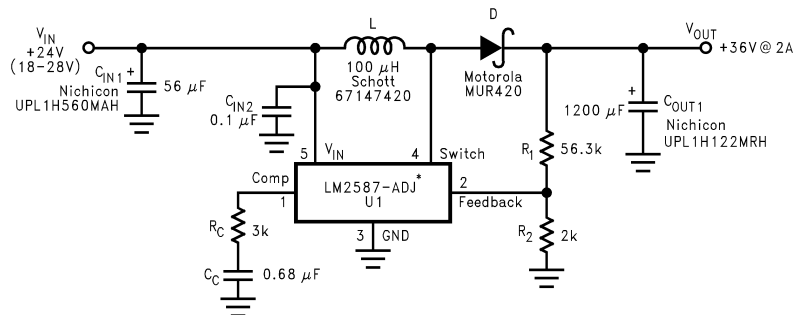 VIN
+24V
(18-28V)
CIN1
+
56 μF
Nichicon
UPL1H560MAH
CIN2
0.1 μF
L
100 μH
Schott
67147420
D
Motorola
MUR420
VOUT
+36V@2A
+
1200 μF
COUT1
Nichicon
UPL1H122MRH
R1
56.3k
R2
2k
5
VIN
4
Switch
Comp
1
LM2587-ADJ*
U1
2
Feedback
3
GND
RC
3k
CC
0.68 μF